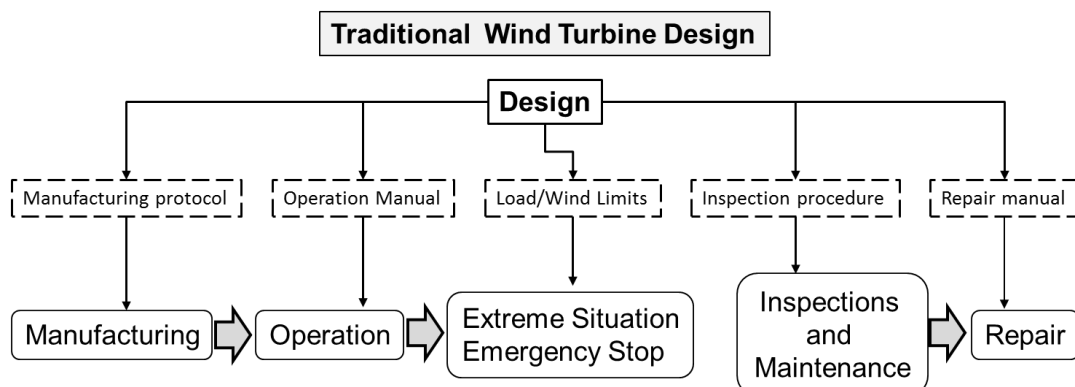 Traditional Wind Turbine Design
Design
Manufacturing protocol
Operation Manual
Load/Wind Limits
Inspection procedure
Repair manual
Manufacturing
Operation
Extreme Situation
Emergency Stop
Inspections
and
Maintenance
Repair